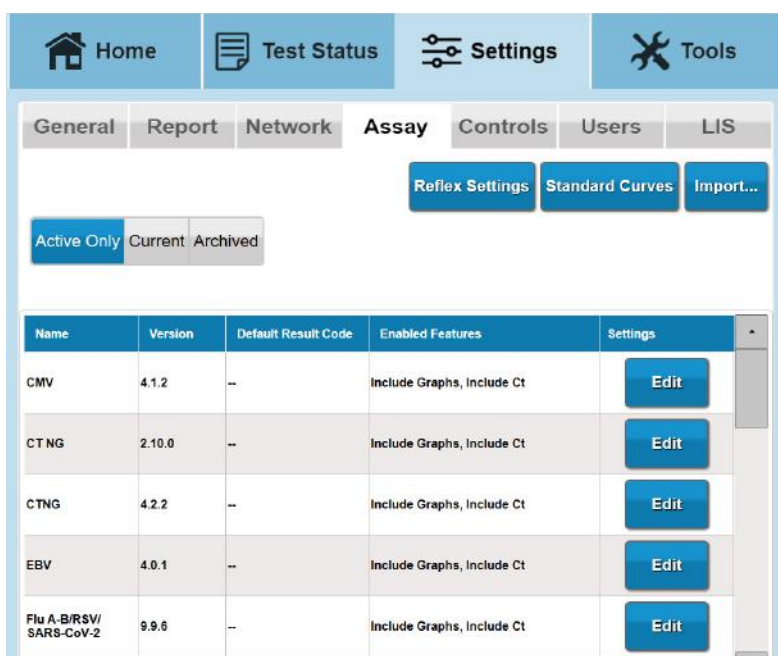 Home Test Status Settings Tools
General Report Network Assay Controls Users LIS
Reflex Settings Standard Curves Import...
Active Only Current Archived
Name Version Default Result Code Enabled Features Settings
CMV 4.1.2 -- Include Graphs, Include Ct Edit
CT NG 2.10.0 -- Include Graphs, Include Ct Edit
CTNG 4.2.2 -- Include Graphs, Include Ct Edit
EBV 4.0.1 -- Include Graphs, Include Ct Edit
Flu A-B/RSV/
SARS-CoV-2 9.9.6 -- Include Graphs, Include Ct Edit